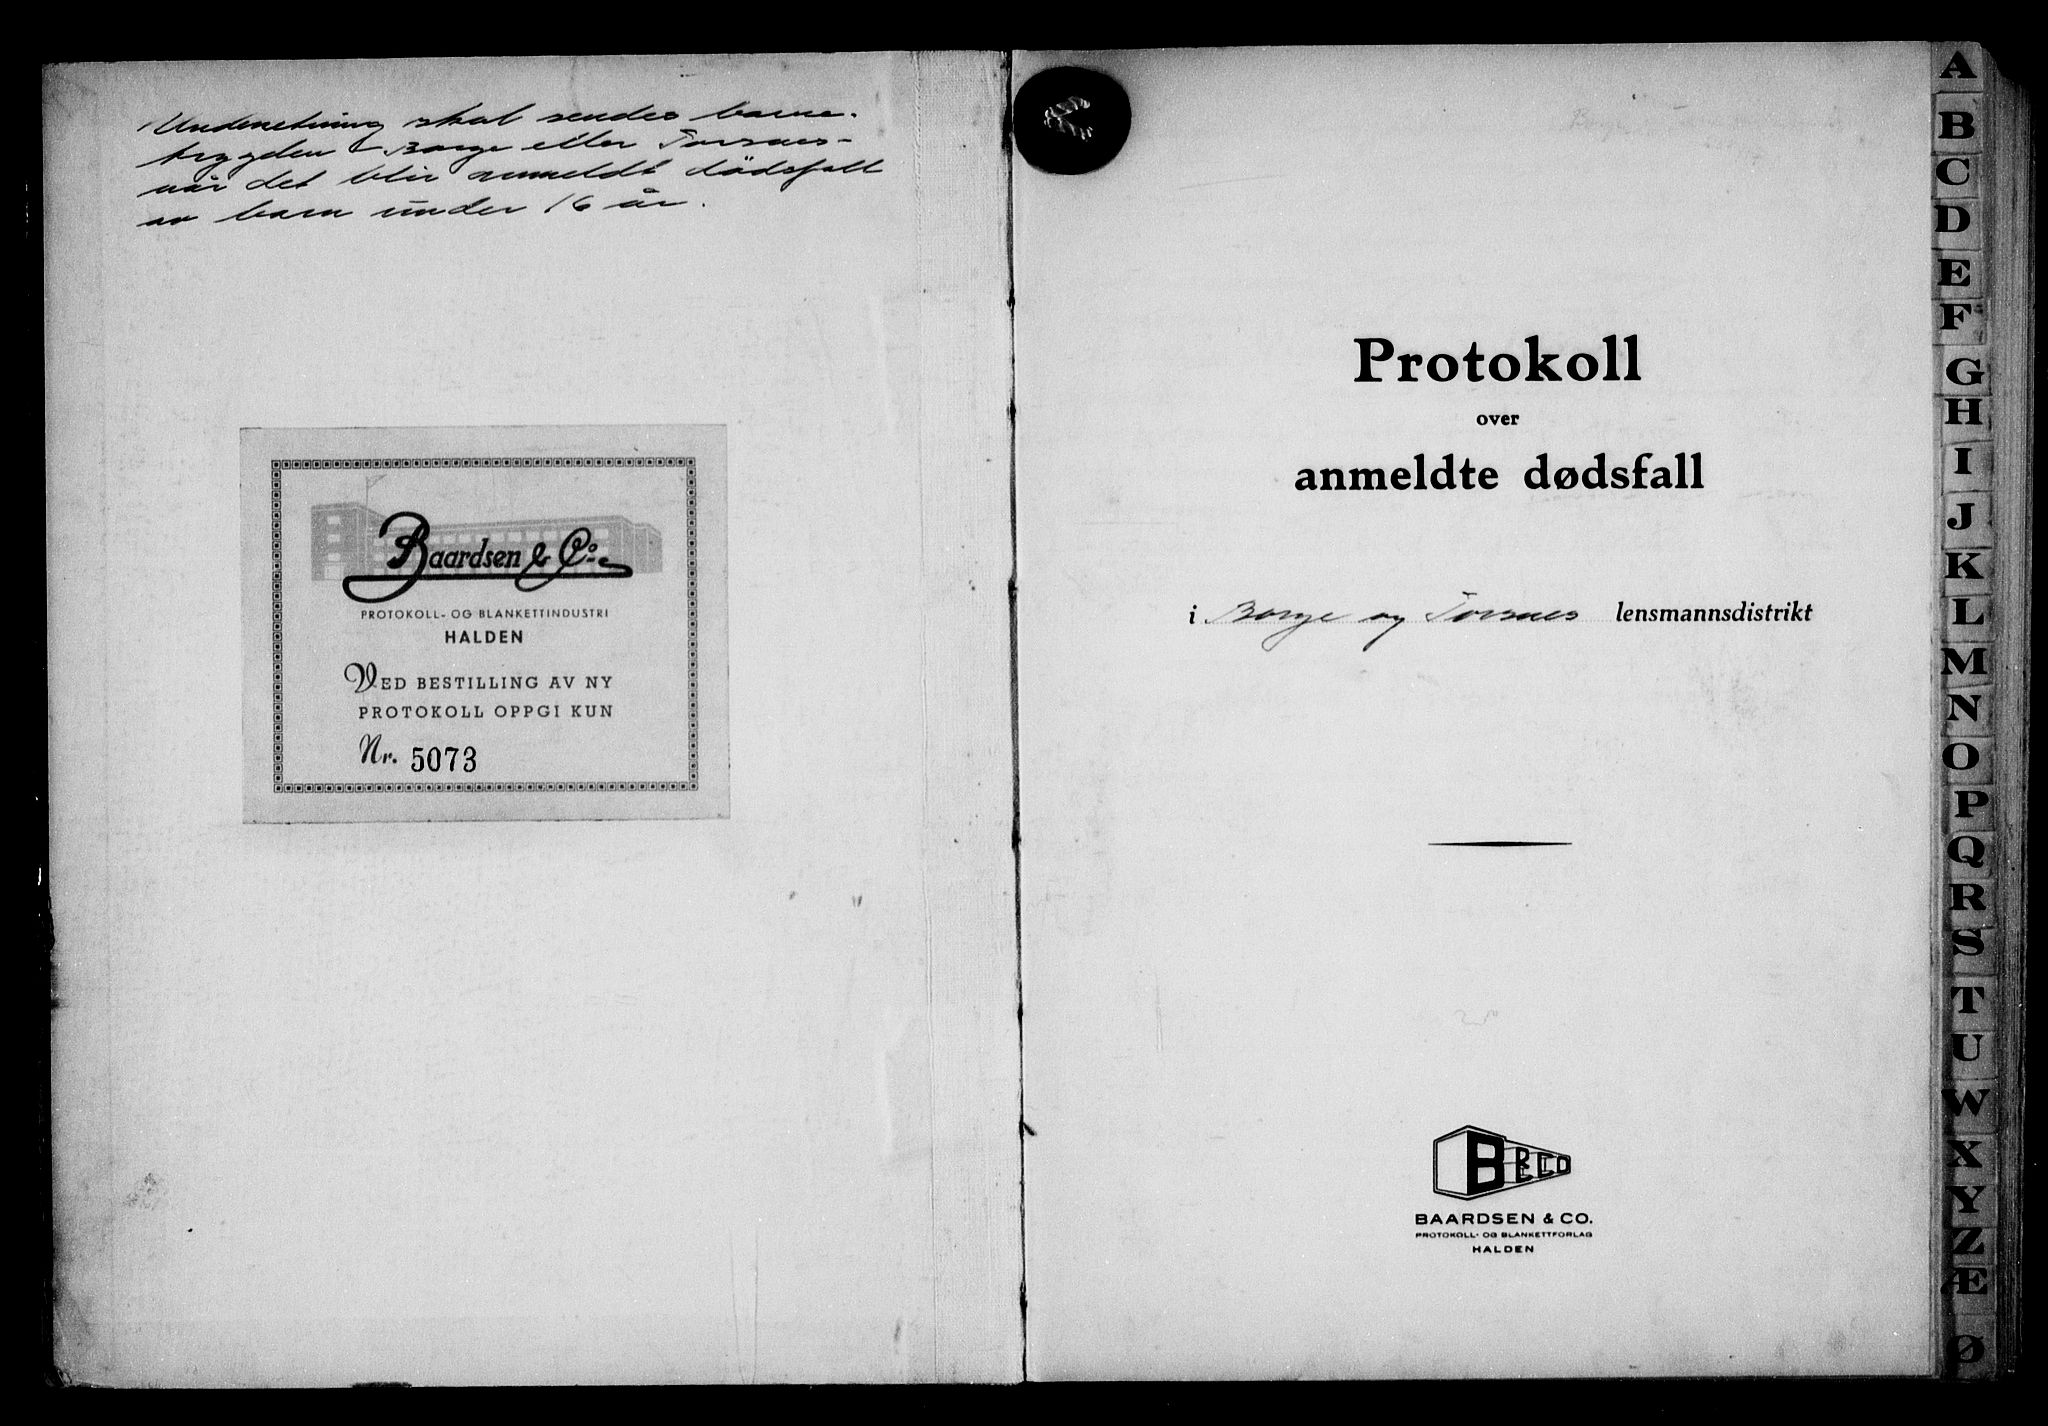 Underretning skal sendes barne-
trygden i Borge eller Torsnes
når det blir anmeldt dødsfall
av barn under 16 år.
Baardsen & Co.
PROTOKOLL- OG BLANKETTINDUSTRI
HALDEN
VED BESTILLING AV NY
PROTOKOLL OPPGI KUN
Nr. 5073
Protokoll
over
anmeldte dødsfall
i Borge og Torsnes lensmannsdistrikt
B&CO
BAARDSEN & CO.
PROTOKOLL- OG BLANKETTFORLAG
HALDEN
A
B
C
D
E
F
G
H
I
J
K
L
M
N
O
P
Q
R
S
T
U
W
X
Y
Z
Æ
Ø